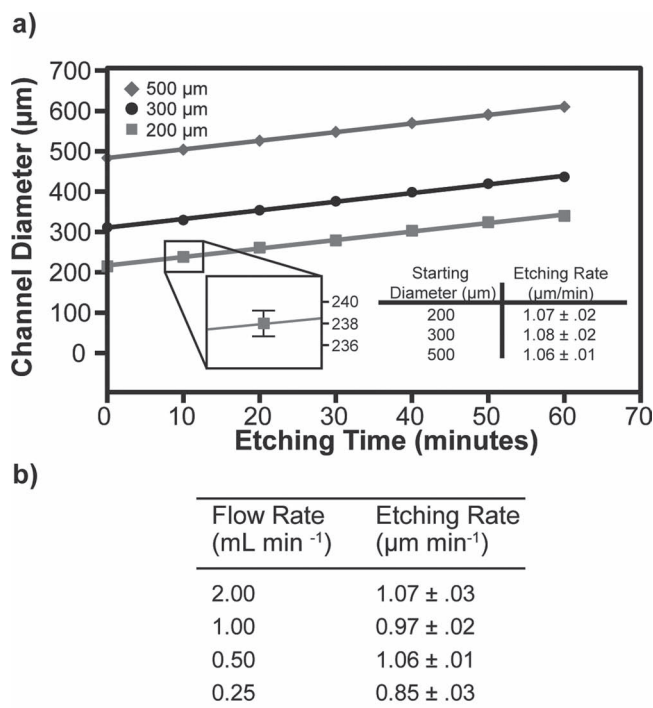 a)
700
600
500
400
300
200
100
0
Channel Diameter (µm)
500 µm
300 µm
200 µm
240
238
236
Starting Diameter (µm) Etching Rate (µm/min)
200 1.07 ± .02
300 1.08 ± .02
500 1.06 ± .01
0 10 20 30 40 50 60 70
Etching Time (minutes)
b)
Flow Rate Etching Rate
(mL min -1) (µm min-1)
2.00 1.07 ± .03
1.00 0.97 ± .02
0.50 1.06 ± .01
0.25 0.85 ± .03